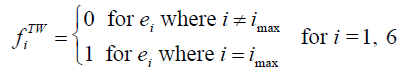 f_i^{TW} = { 0 for e_i where i ≠ i_max
1 for e_i where i = i_max for i = 1, 6